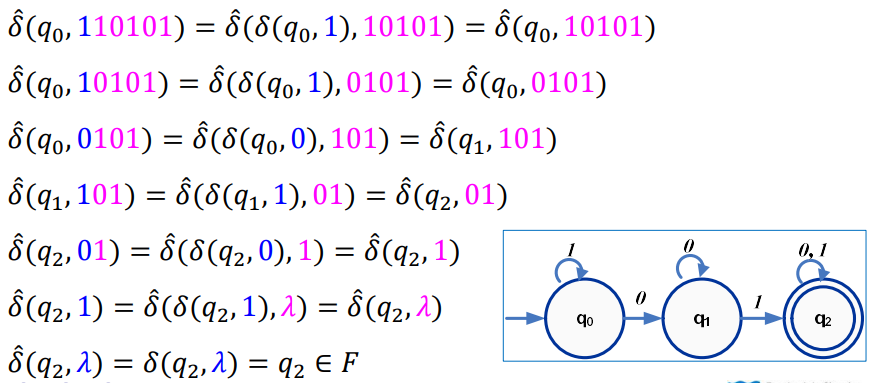 δ̂(q₀, 110101) = δ̂(δ(q₀, 1), 10101) = δ̂(q₀, 10101)
δ̂(q₀, 10101) = δ̂(δ(q₀, 1), 0101) = δ̂(q₀, 0101)
δ̂(q₀, 0101) = δ̂(δ(q₀, 0), 101) = δ̂(q₁, 101)
δ̂(q₁, 101) = δ̂(δ(q₁, 1), 01) = δ̂(q₂, 01)
δ̂(q₂, 01) = δ̂(δ(q₂, 0), 1) = δ̂(q₂, 1)
δ̂(q₂, 1) = δ̂(δ(q₂, 1), λ) = δ̂(q₂, λ)
δ̂(q₂, λ) = δ(q₂, λ) = q₂ ∈ F
1 0 0, 1
0 1
q₀ q₁ q₂